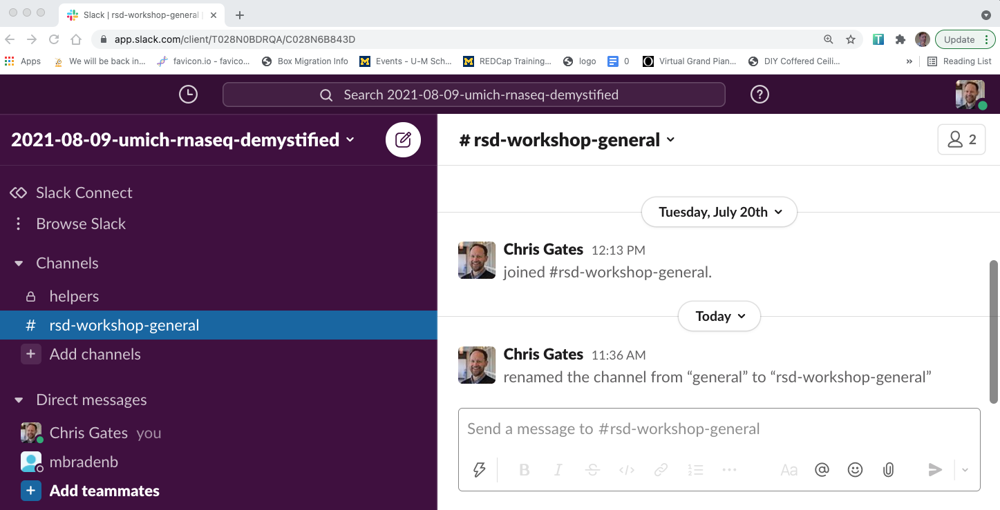 Slack | rsd-workshop-general
app.slack.com/client/T028N0BDRQA/C028N6B843D
Update
Apps
We will be back in...
favicon.io - favico...
Box Migration Info
Events - U-M Sch...
REDCap Training...
logo
0
Virtual Grand Pian...
DIY Coffered Ceili...
»
Reading List
Search 2021-08-09-umich-rnaseq-demystified
2021-08-09-umich-rnaseq-demystified
# rsd-workshop-general
2
Slack Connect
Browse Slack
Channels
helpers
# rsd-workshop-general
+ Add channels
Direct messages
Chris Gates you
mbradenb
+ Add teammates
Tuesday, July 20th
Chris Gates 12:13 PM
joined #rsd-workshop-general.
Today
Chris Gates 11:36 AM
renamed the channel from “general” to “rsd-workshop-general”
Send a message to #rsd-workshop-general
B I S </> Aa @